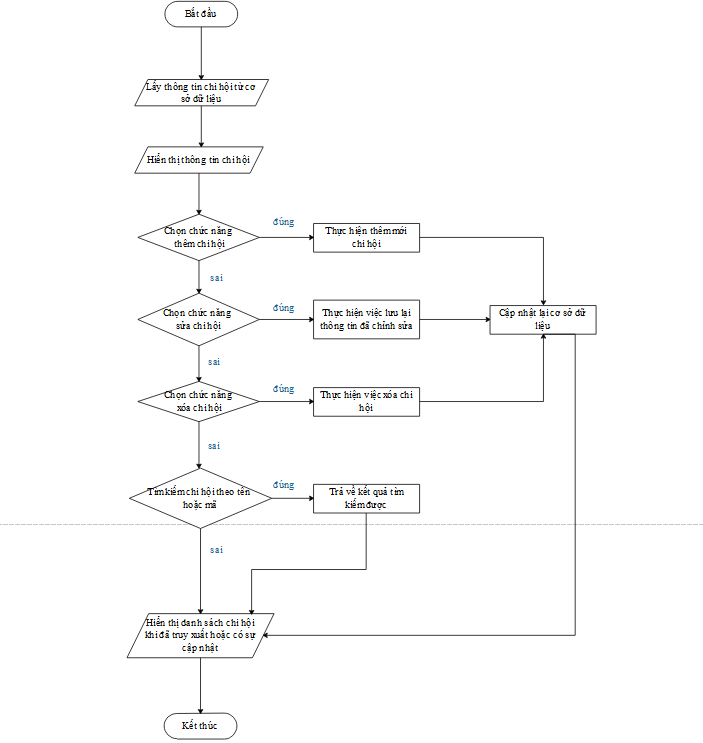 Bắt đầu
Lấy thông tin chi hội từ cơ
sở dữ liệu
Hiển thị thông tin chi hội
Chọn chức năng
thêm chi hội
đúng
Thực hiện thêm mới
chi hội
sai
Chọn chức năng
sửa chi hội
đúng
Thực hiện việc lưu lại
thông tin đã chỉnh sửa
Cập nhật lại cơ sở dữ
liệu
sai
Chọn chức năng
xóa chi hội
đúng
Thực hiện việc xóa chi
hội
sai
Tìm kiếm chi hội theo tên
hoặc mã
đúng
Trả về kết quả tìm
kiếm được
sai
Hiển thị danh sách chi hội
khi đã truy xuất hoặc có sự
cập nhật
Kết thúc